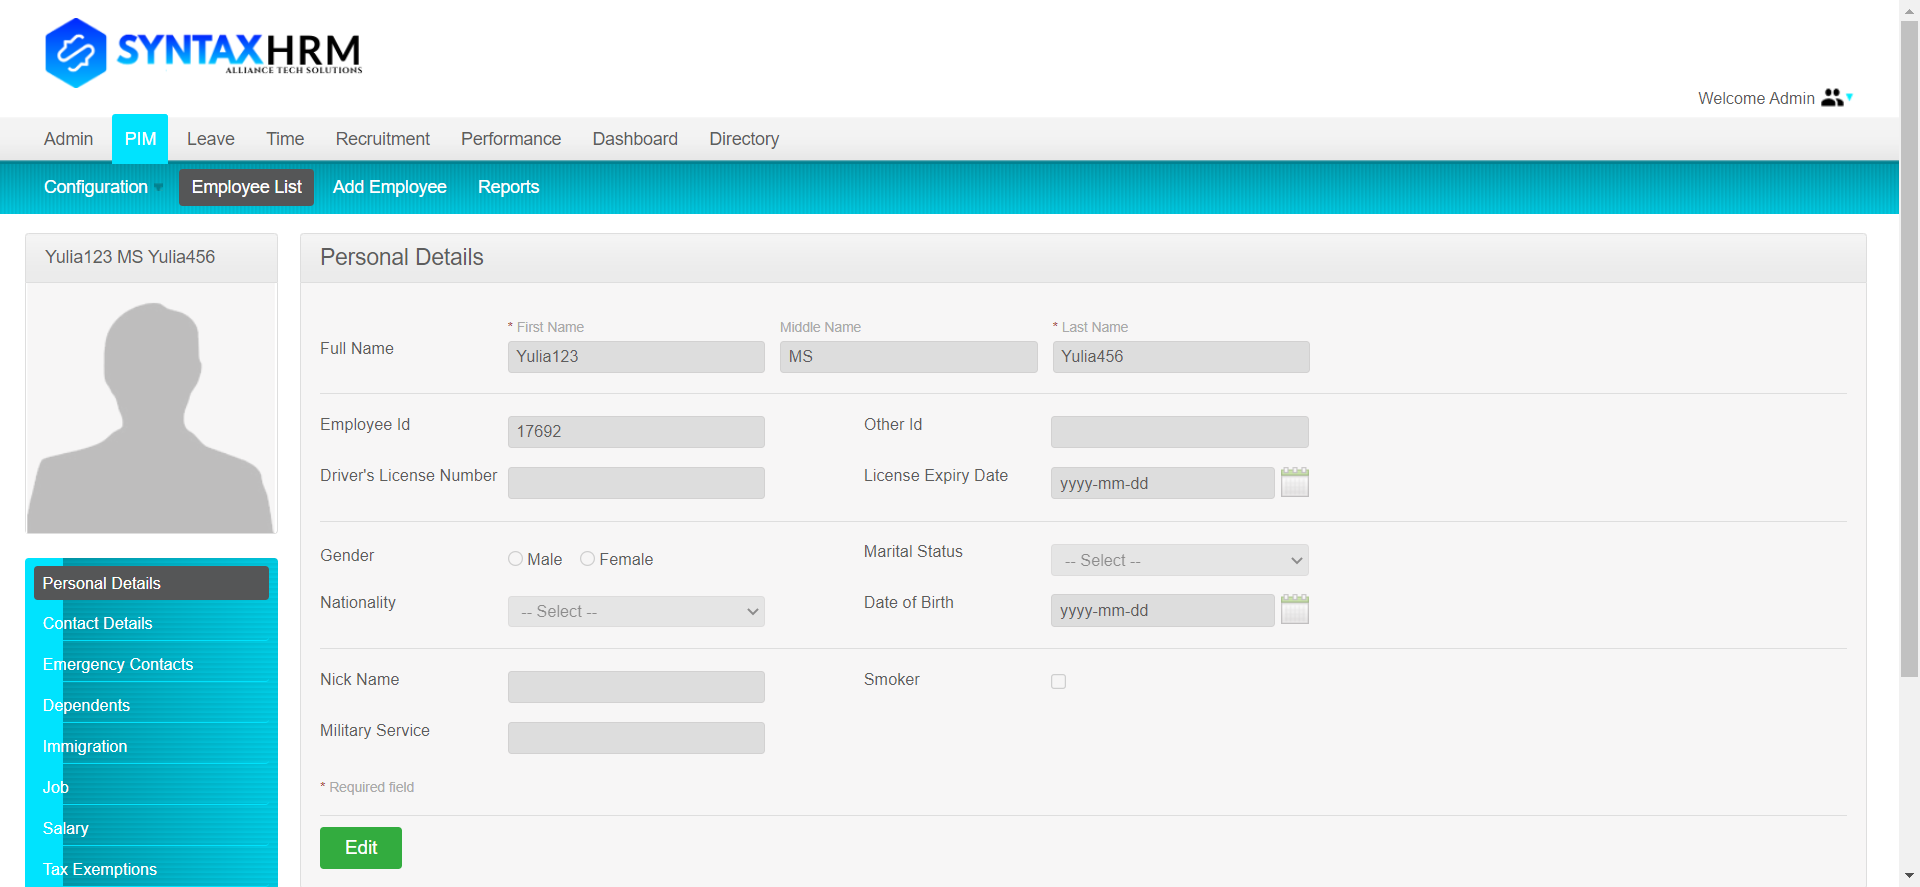 SYNTAXHRM
ALLIANCE TECH SOLUTIONS
Welcome Admin
Admin PIM Leave Time Recruitment Performance Dashboard Directory
Configuration Employee List Add Employee Reports
Yulia123 MS Yulia456
Personal Details
* First Name Middle Name * Last Name
Full Name Yulia123 MS Yulia456
Employee Id 17692 Other Id
Driver's License Number License Expiry Date yyyy-mm-dd
Gender Male Female Marital Status -- Select --
Nationality -- Select -- Date of Birth yyyy-mm-dd
Nick Name Smoker
Military Service
* Required field
Edit
Personal Details
Contact Details
Emergency Contacts
Dependents
Immigration
Job
Salary
Tax Exemptions